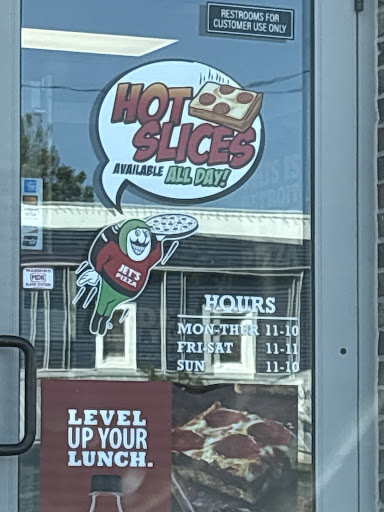 RESTROOMS FOR
CUSTOMER USE ONLY
HOT
SLICES
AVAILABLE ALL DAY!
JET'S
PIZZA
HOURS
MON-THUR 11-10
FRI-SAT 11-11
SUN 11-10
LEVEL
UP YOUR
LUNCH.